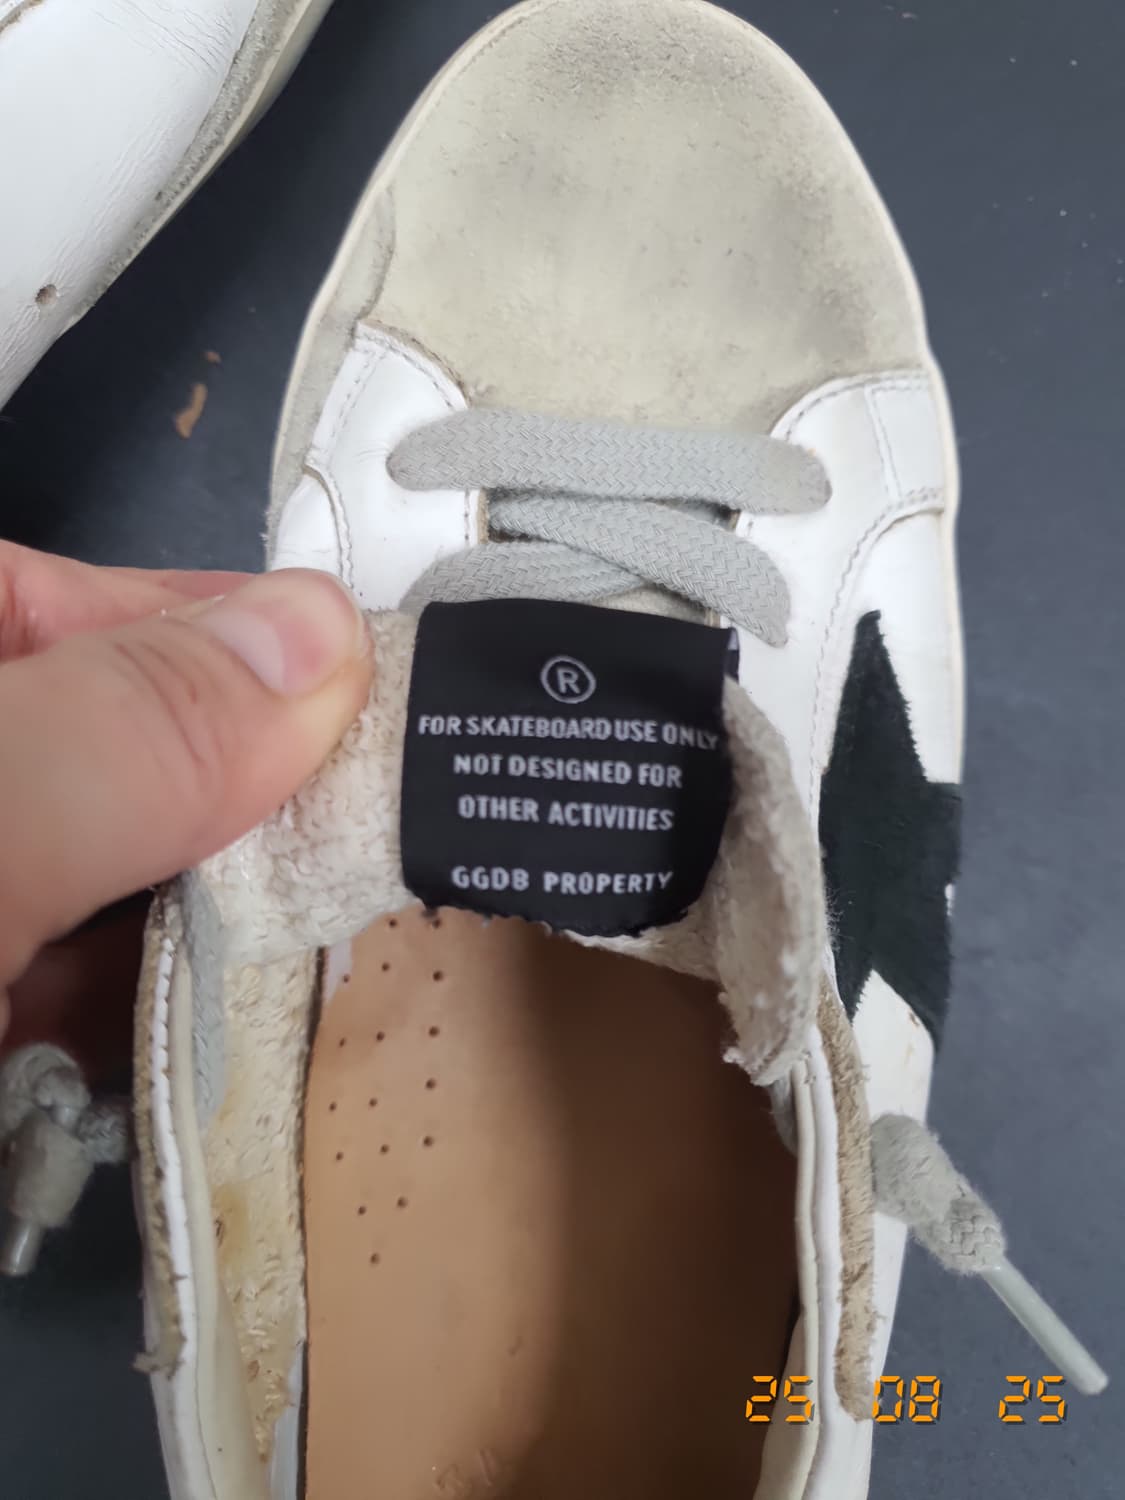 ®
FOR SKATEBOARD USE ONLY
NOT DESIGNED FOR
OTHER ACTIVITIES
GGDB PROPERTY
25 08 25